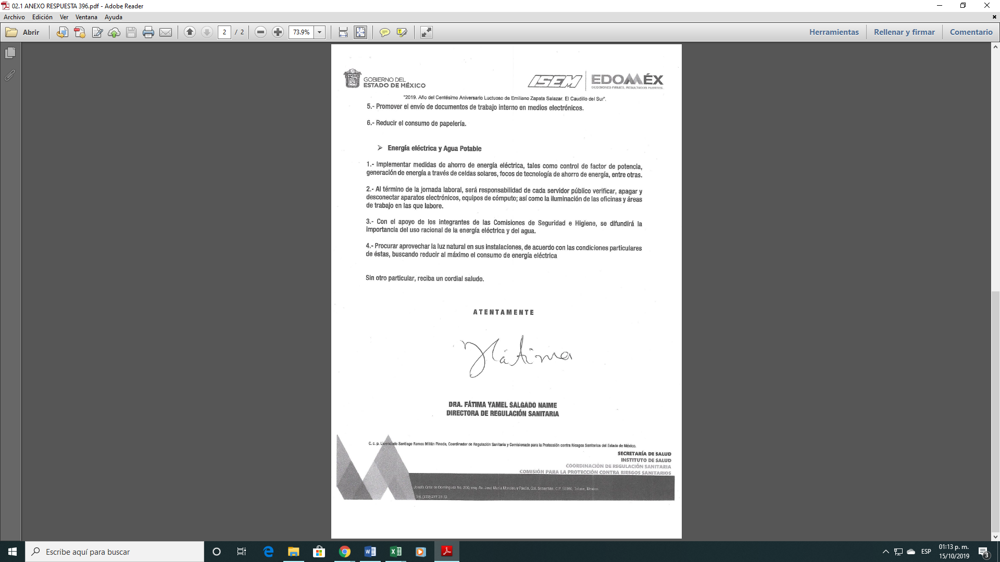 02.1 ANEXO RESPUESTA 396.pdf - Adobe Reader
Archivo Edición Ver Ventana Ayuda
Abrir 2 / 2 73.9% Herramientas Rellenar y firmar Comentario
GOBIERNO DEL
ESTADO DE MÉXICO
ISEM
EDOMÉX
DECISIONES FIRMES, RESULTADOS FUERTES.
"2019. Año del Centésimo Aniversario Luctuoso de Emiliano Zapata Salazar. El Caudillo del Sur".
5.- Promover el envío de documentos de trabajo interno en medios electrónicos.
6.- Reducir el consumo de papelería.
➢ Energía eléctrica y Agua Potable
1.- Implementar medidas de ahorro de energía eléctrica, tales como control de factor de potencia,
generación de energía a través de celdas solares, focos de tecnología de ahorro de energía, entre otras.
2.- Al término de la jornada laboral, será responsabilidad de cada servidor público verificar, apagar y
desconectar aparatos electrónicos, equipos de cómputo; así como la iluminación de las oficinas y áreas
de trabajo en las que labore.
3.- Con el apoyo de los integrantes de las Comisiones de Seguridad e Higiene, se difundirá la
importancia del uso racional de la energía eléctrica y del agua.
4.- Procurar aprovechar la luz natural en sus instalaciones, de acuerdo con las condiciones particulares
de éstas, buscando reducir al máximo el consumo de energía eléctrica
Sin otro particular, reciba un cordial saludo.
ATENTAMENTE
Fátima
DRA. FÁTIMA YAMEL SALGADO NAIME
DIRECTORA DE REGULACIÓN SANITARIA
C. c. p. Licenciado Santiago Ramos Millán Pineda, Coordinador de Regulación Sanitaria y Comisionado para la Protección contra Riesgos Sanitarios del Estado de México.
SECRETARÍA DE SALUD
INSTITUTO DE SALUD
COORDINACIÓN DE REGULACIÓN SANITARIA
COMISIÓN PARA LA PROTECCIÓN CONTRA RIESGOS SANITARIOS
Josefa Ortiz de Domínguez No. 200, esq. Av. José María Morelos y Pavón, Col. Sebastián, C.P. 50090, Toluca, México.
Tel. (722) 277 39 12
Escribe aquí para buscar
ESP
01:13 p. m.
15/10/2019
3